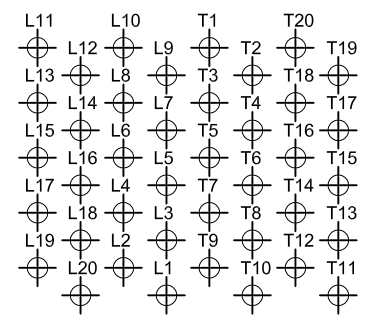 L11 L10 T1 T20
L12 L9 T2 T19
L13 L8 T3 T18
L14 L7 T4 T17
L15 L6 T5 T16
L16 L5 T6 T15
L17 L4 T7 T14
L18 L3 T8 T13
L19 L2 T9 T12
L20 L1 T10 T11